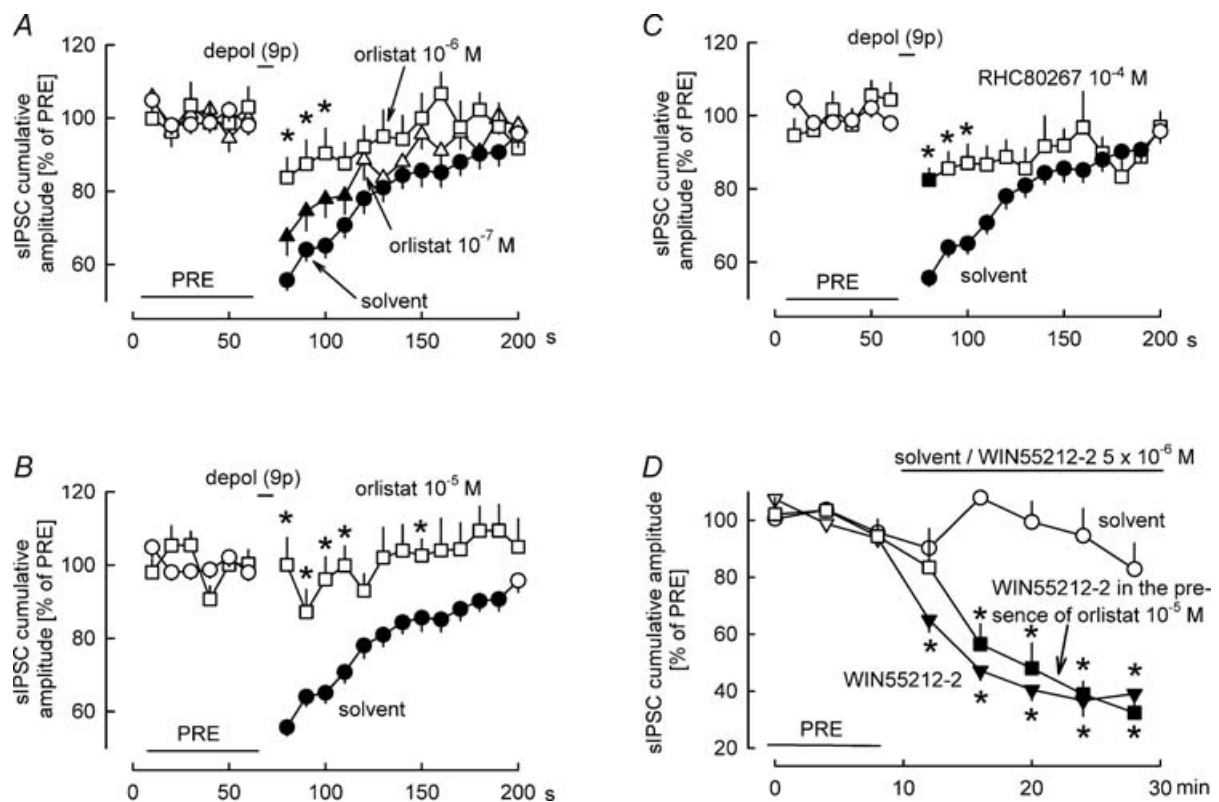 A
sIPSC cumulative
amplitude [% of PRE]
120
100
80
60
depol (9p)
orlistat 10-6 M
* * *
orlistat 10-7 M
PRE
solvent
0 50 100 150 200 s
C
sIPSC cumulative
amplitude [% of PRE]
120
100
80
60
depol (9p)
RHC80267 10-4 M
* * *
solvent
PRE
0 50 100 150 200 s
B
sIPSC cumulative
amplitude [% of PRE]
120
100
80
60
depol (9p)
orlistat 10-5 M
* * * * *
solvent
PRE
0 50 100 150 200 s
D
sIPSC cumulative amplitude
[% of PRE]
100
80
60
40
20
solvent / WIN55212-2 5 x 10-6 M
solvent
WIN55212-2 in the pre-
sence of orlistat 10-5 M
* * * *
WIN55212-2
* * * * *
PRE
0 10 20 30 min